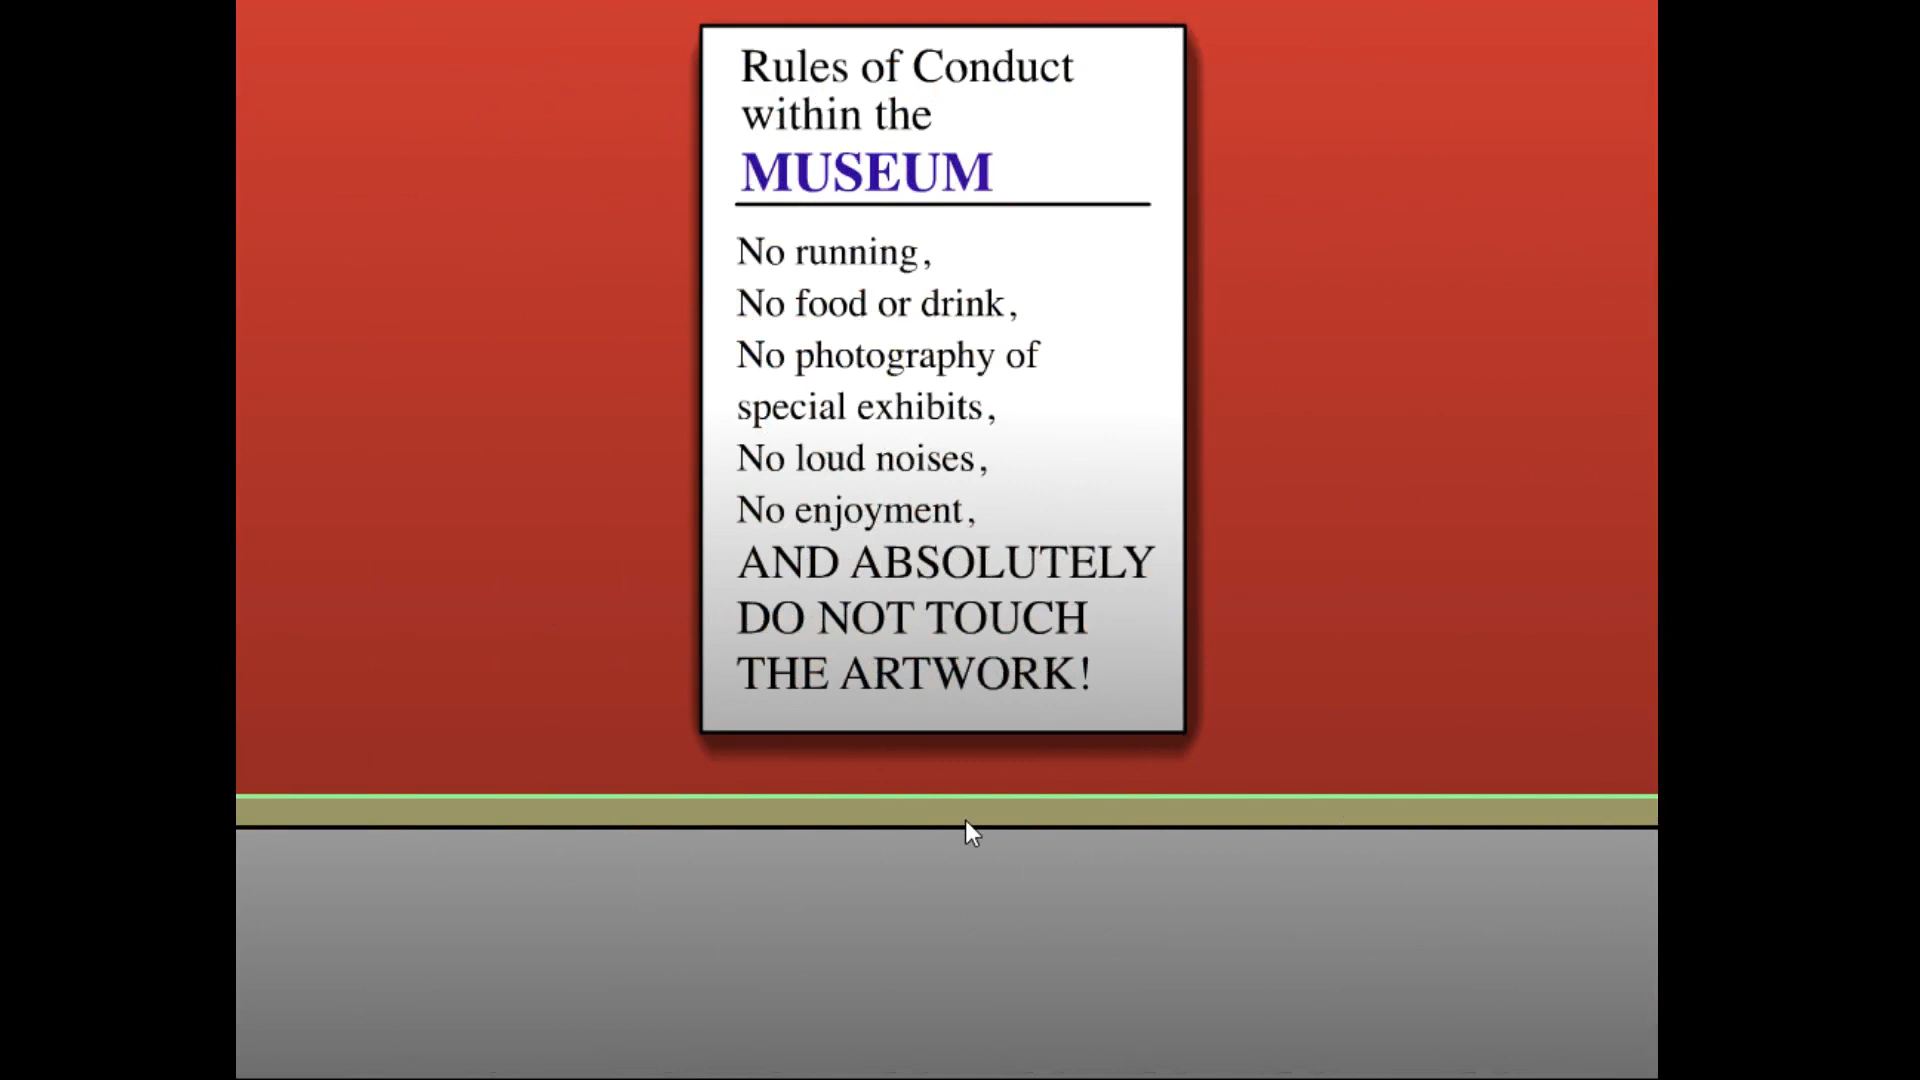 Rules of Conduct
within the
MUSEUM
No running,
No food or drink,
No photography of
special exhibits,
No loud noises,
No enjoyment,
AND ABSOLUTELY
DO NOT TOUCH
THE ARTWORK!